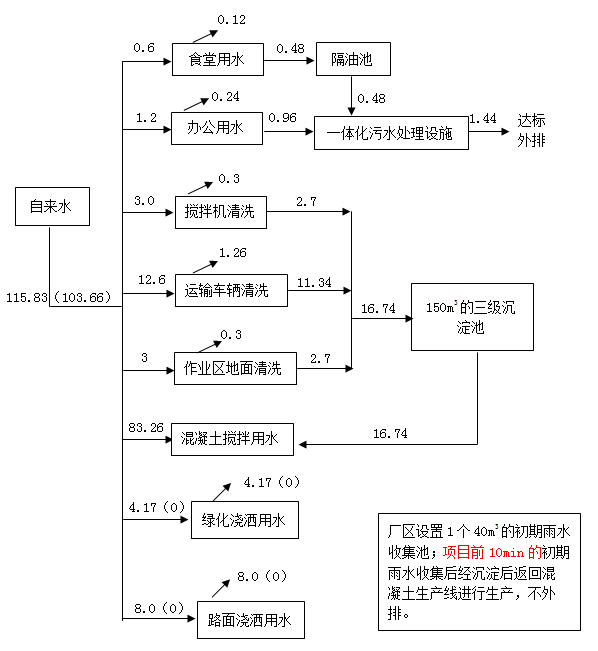 0.12
0.6
食堂用水
0.48
隔油池
0.24
0.48
1.2
办公用水
0.96
一体化污水处理设施
1.44
达标
外排
0.3
3.0
搅拌机清洗
2.7
自来水
115.83（103.66）
1.26
12.6
运输车辆清洗
11.34
16.74
150m³的三级沉
淀池
0.3
3
作业区地面清洗
2.7
83.26
混凝土搅拌用水
16.74
4.17（0）
4.17（0）
绿化浇洒用水
8.0（0）
8.0（0）
路面浇洒用水
厂区设置1个40m³的初期雨水
收集池；项目前10min的初期
雨水收集后经沉淀后返回混
凝土生产线进行生产，不外
排。